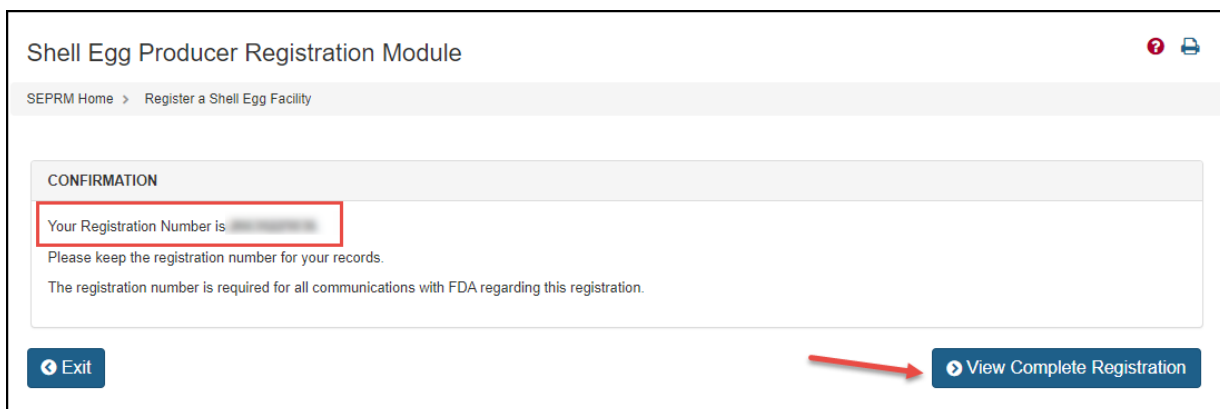 Shell Egg Producer Registration Module
SEPRM Home > Register a Shell Egg Facility
CONFIRMATION
Your Registration Number is
Please keep the registration number for your records.
The registration number is required for all communications with FDA regarding this registration.
Exit
View Complete Registration